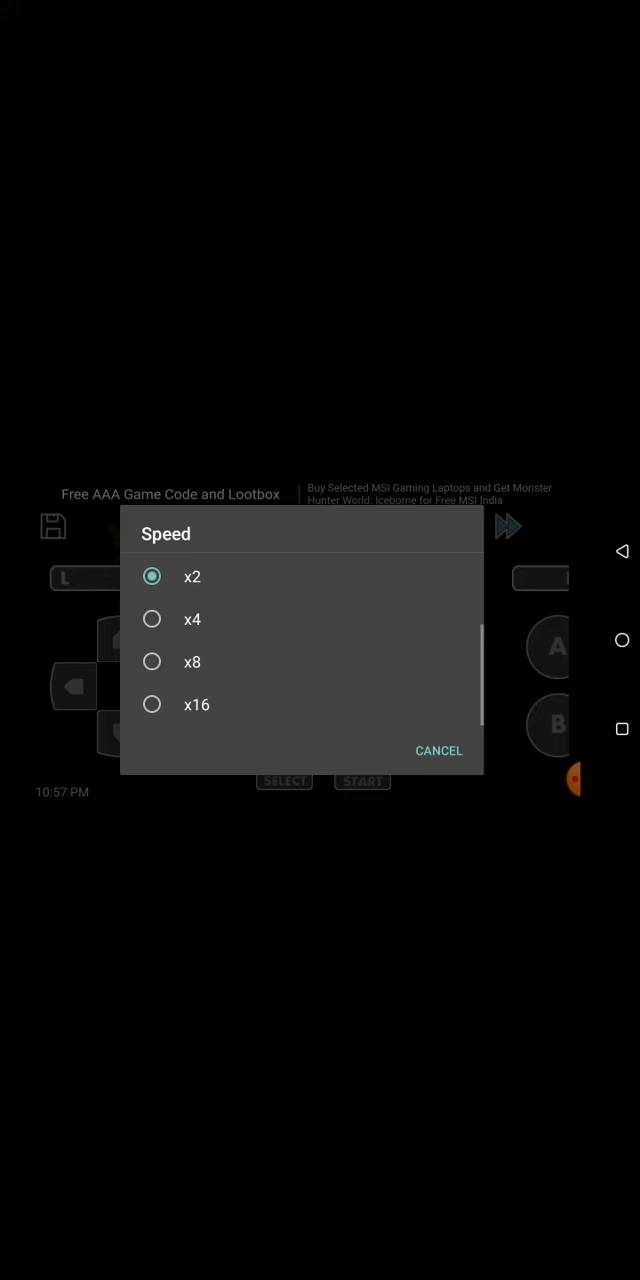 Free AAA Game Code and Lootbox
Buy Selected MSI Gaming Laptops and Get Monster
Hunter World: Iceborne for Free MSI India
Speed
x2
L
x4
A
x8
x16
B
CANCEL
SELECT
START
10:57 PM